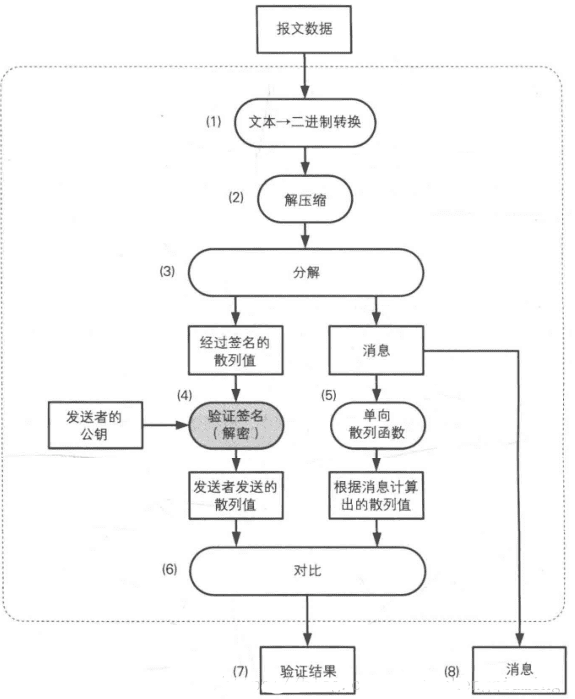 报文数据
(1)
文本→二进制转换
(2)
解压缩
(3)
分解
经过签名的
散列值
消息
(4)
(5)
发送者的
公钥
验证签名
(解密)
单向
散列函数
发送者发送的
散列值
根据消息计算
出的散列值
(6)
对比
(7)
验证结果
(8)
消息